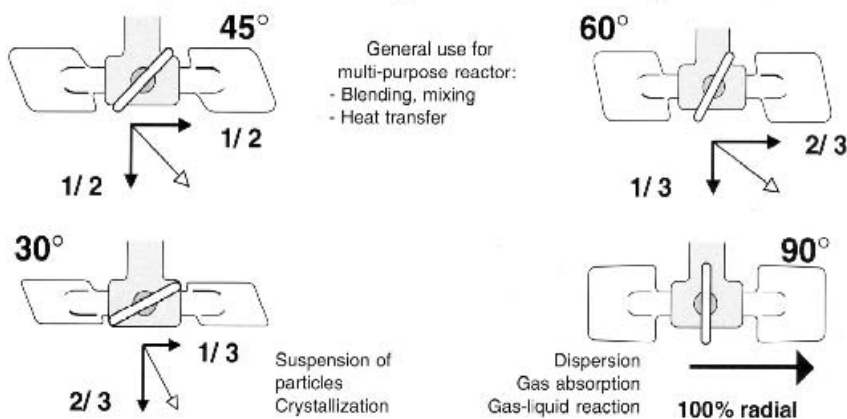 45°
1/ 2
1/ 2
General use for
multi-purpose reactor:
- Blending, mixing
- Heat transfer
60°
2/ 3
1/ 3
30°
1/ 3
2/ 3
Suspension of
particles
Crystallization
90°
Dispersion
Gas absorption
Gas-liquid reaction
100% radial